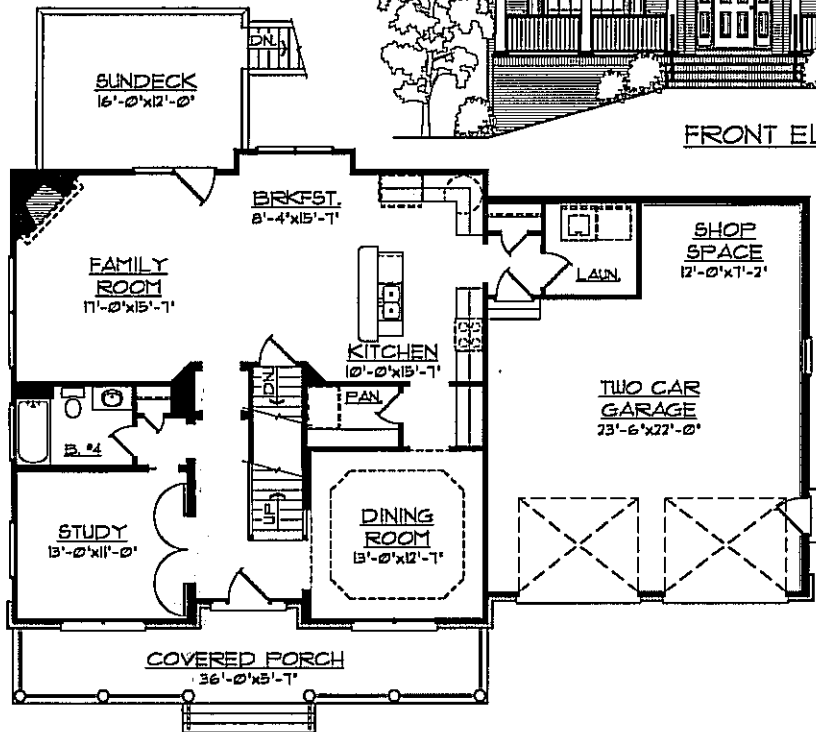 DN.
SUNDECK
16'-0"x12'-0"
FRONT EL
BRKFST.
8'-4"x15'-7"
SHOP
SPACE
12'-0"x7'-2"
FAMILY
ROOM
17'-0"x15'-7"
LAUN.
KITCHEN
10'-0"x15'-7"
DN.
PAN.
TWO CAR
GARAGE
23'-6"x22'-0"
B. #4
UP
STUDY
13'-0"x11'-0"
DINING
ROOM
13'-0"x12'-7"
COVERED PORCH
36'-0"x5'-7"